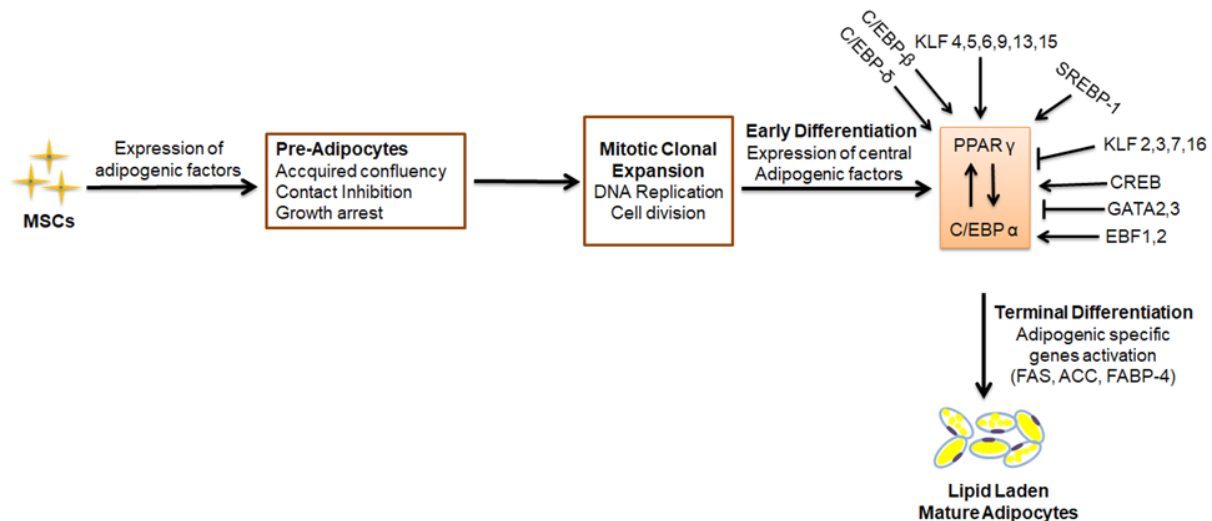 MSCs
Expression of
adipogenic factors
Pre-Adipocytes
Accquired confluency
Contact Inhibition
Growth arrest
Mitotic Clonal
Expansion
DNA Replication
Cell division
Early Differentiation
Expression of central
Adipogenic factors
C/EBP-δ
C/EBP-β
KLF 4,5,6,9,13,15
SREBP-1
PPAR γ
C/EBP α
KLF 2,3,7,16
CREB
GATA2,3
EBF1,2
Terminal Differentiation
Adipogenic specific
genes activation
(FAS, ACC, FABP-4)
Lipid Laden
Mature Adipocytes